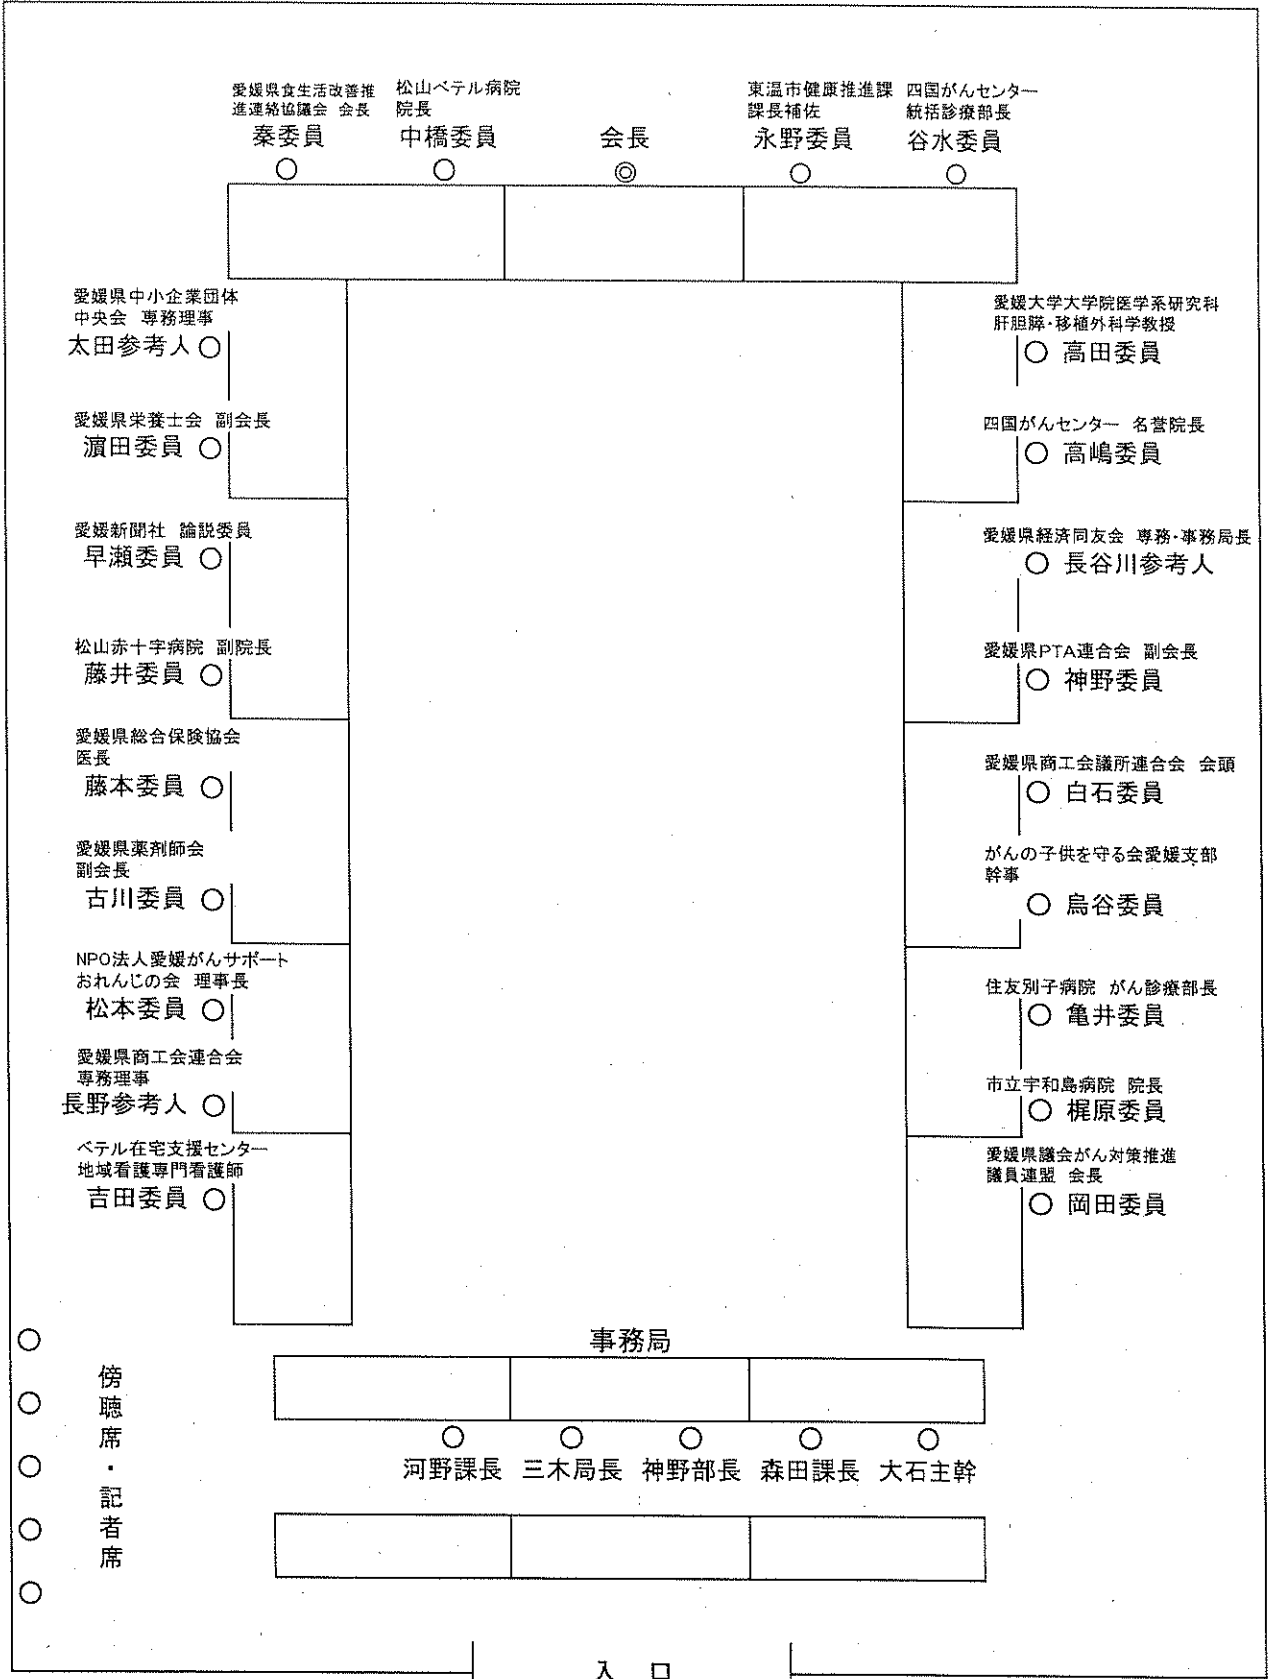 愛媛県食生活改善推
進連絡協議会 会長
秦委員
松山ベテル病院
院長
中橋委員
会長
東温市健康推進課
課長補佐
永野委員
四国がんセンター
統括診療部長
谷水委員
愛媛県中小企業団体
中央会 専務理事
太田参考人
愛媛県栄養士会 副会長
濵田委員
愛媛新聞社 論説委員
早瀬委員
松山赤十字病院 副院長
藤井委員
愛媛県総合保険協会
医長
藤本委員
愛媛県薬剤師会
副会長
古川委員
NPO法人愛媛がんサポート
おれんじの会 理事長
松本委員
愛媛県商工会連合会
専務理事
長野参考人
ベテル在宅支援センター
地域看護専門看護師
吉田委員
愛媛大学大学院医学系研究科
肝胆膵・移植外科学教授
高田委員
四国がんセンター 名誉院長
高嶋委員
愛媛県経済同友会 専務・事務局長
長谷川参考人
愛媛県PTA連合会 副会長
神野委員
愛媛県商工会議所連合会 会頭
白石委員
がんの子供を守る会愛媛支部
幹事
烏谷委員
住友別子病院 がん診療部長
亀井委員
市立宇和島病院 院長
梶原委員
愛媛県議会がん対策推進
議員連盟 会長
岡田委員
事務局
河野課長 三木局長 神野部長 森田課長 大石主幹
傍聴席・記者席
入 口